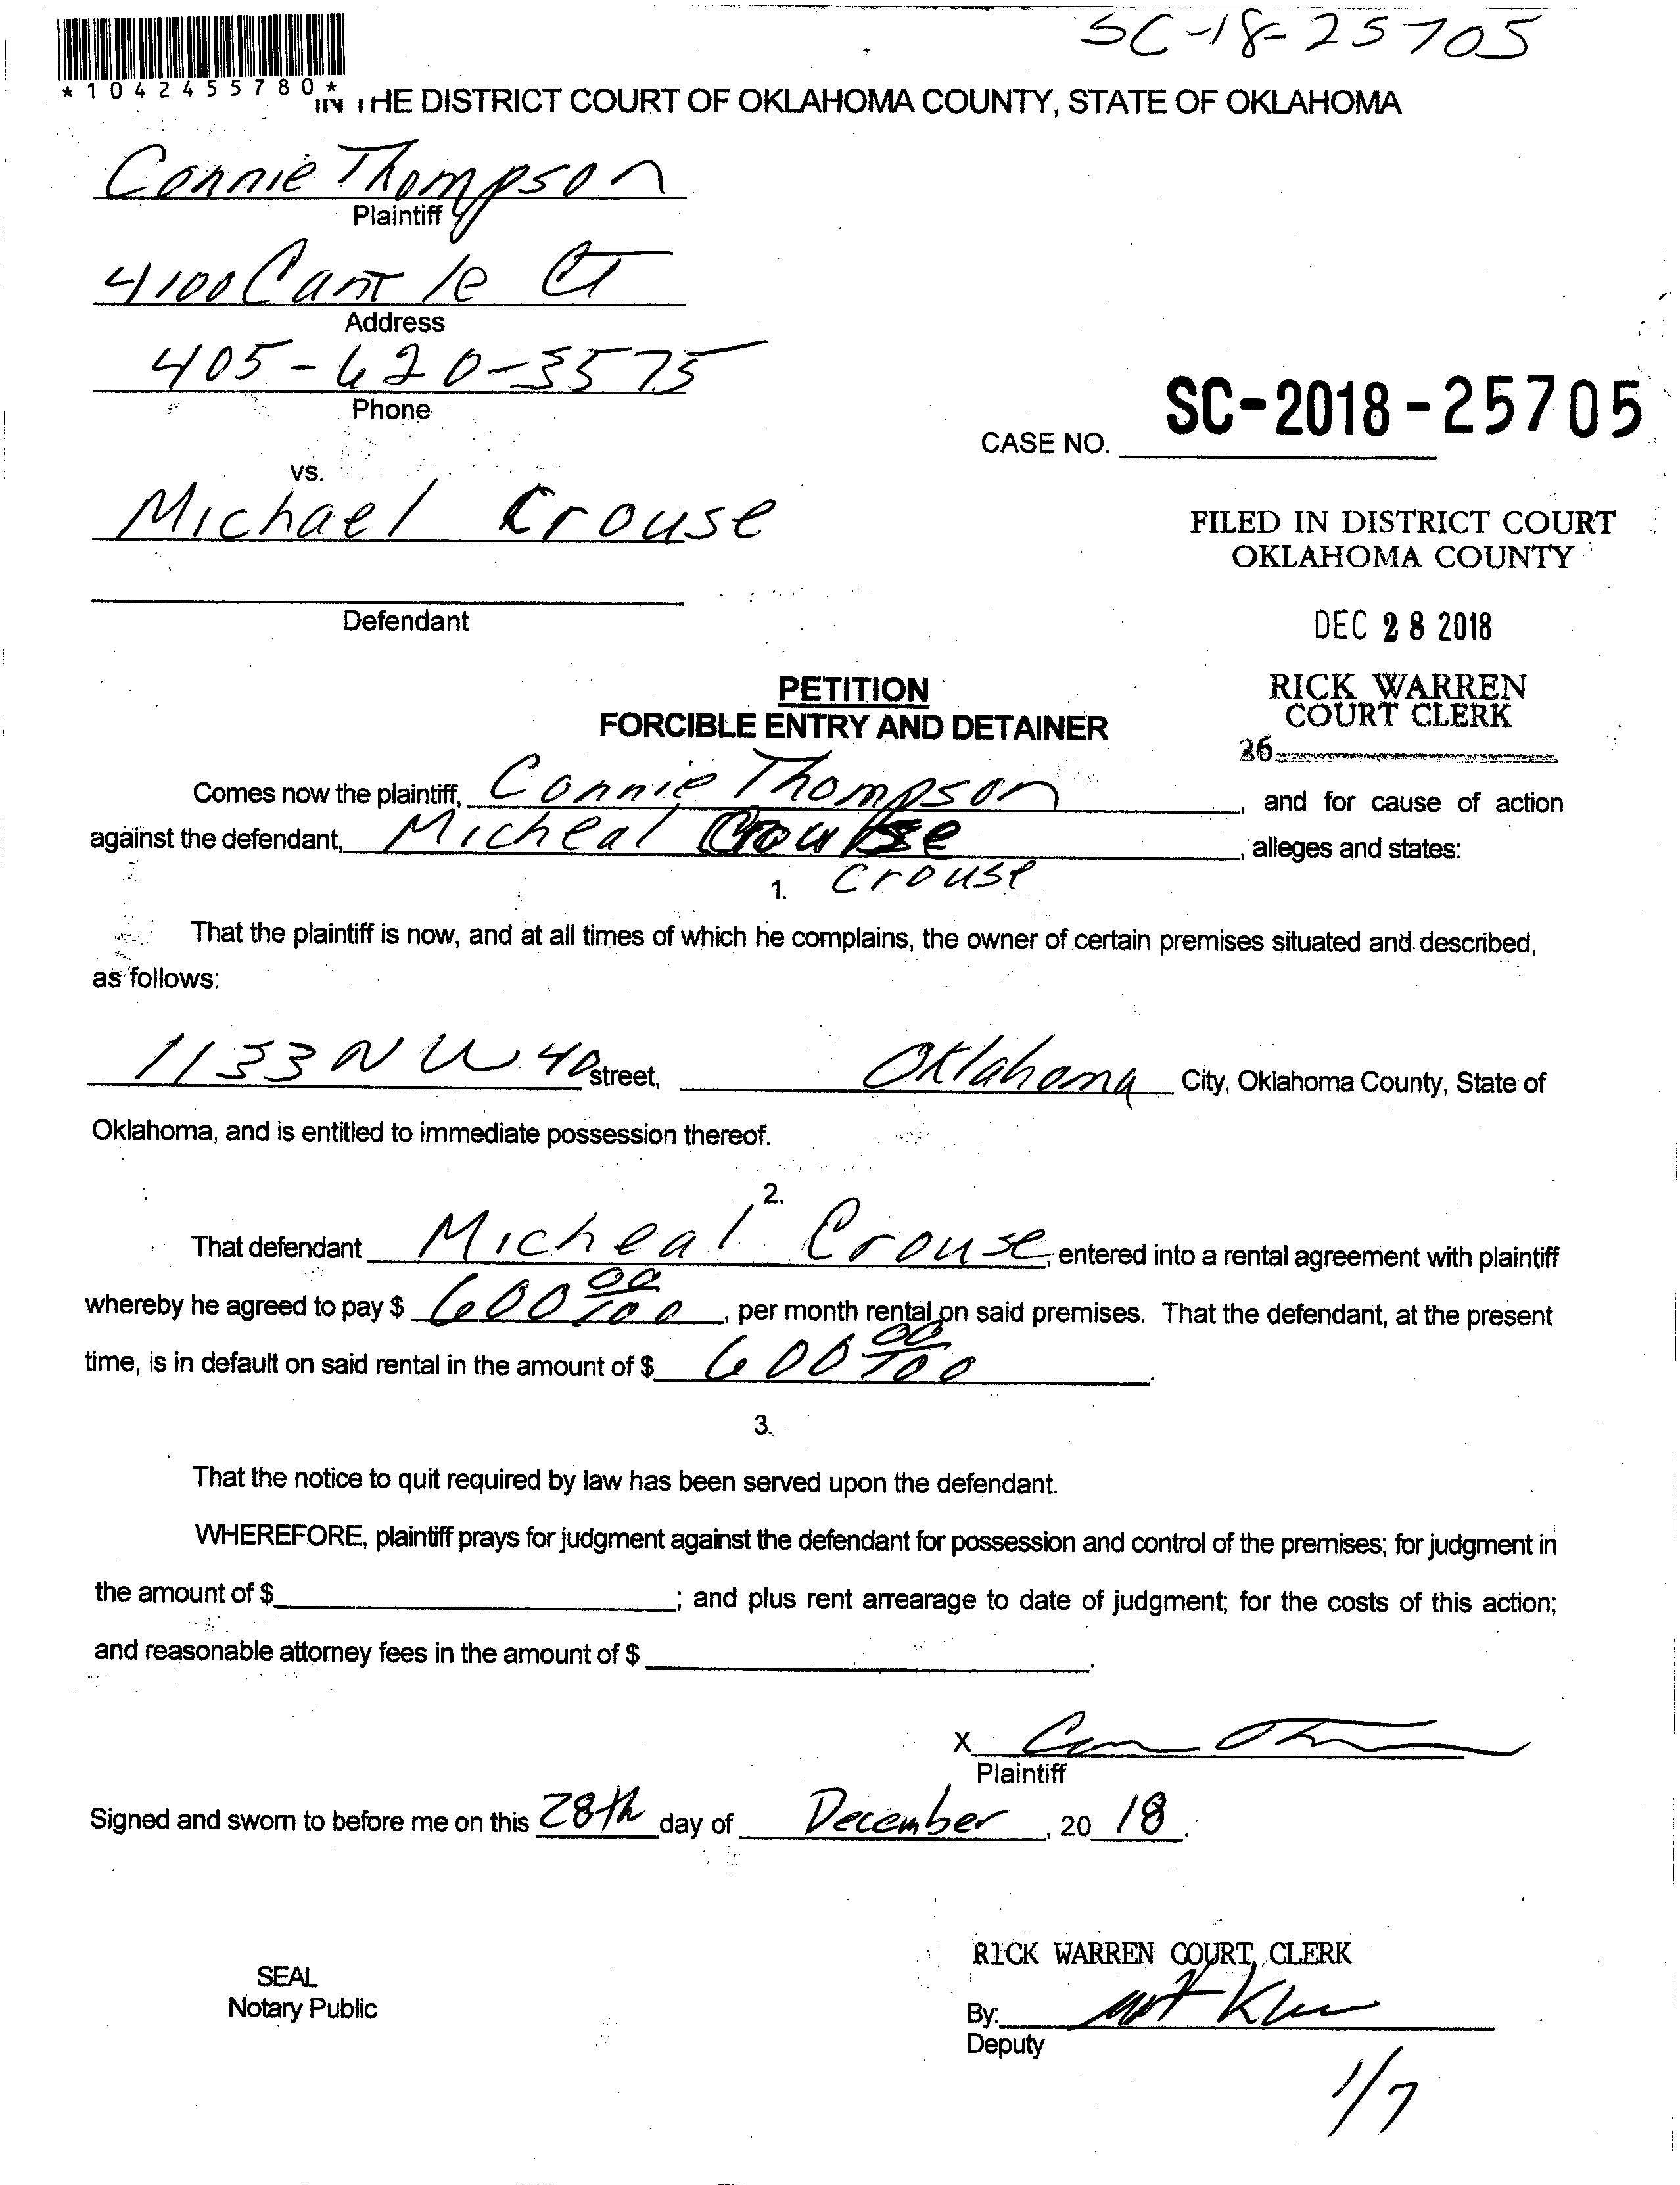 SC-18-25705
*1042455780*
IN THE DISTRICT COURT OF OKLAHOMA COUNTY, STATE OF OKLAHOMA
Connie Thompson
Plaintiff
4100 Cantle Ct
Address
405-620-3575
Phone
SC-2018-25705
CASE NO.
vs.
Michael Crouse
FILED IN DISTRICT COURT
OKLAHOMA COUNTY
Defendant
DEC 28 2018
PETITION
FORCIBLE ENTRY AND DETAINER
RICK WARREN
COURT CLERK
26
Comes now the plaintiff, Connie Thompson, and for cause of action
against the defendant, Micheal Crouse, alleges and states:
1. Crouse
That the plaintiff is now, and at all times of which he complains, the owner of certain premises situated and described,
as follows:
1133 NW 40 street, Oklahoma City, Oklahoma County, State of
Oklahoma, and is entitled to immediate possession thereof.
2.
That defendant Micheal Crouse, entered into a rental agreement with plaintiff
whereby he agreed to pay $ 600 00/100, per month rental on said premises. That the defendant, at the present
time, is in default on said rental in the amount of $ 600 00/100.
3.
That the notice to quit required by law has been served upon the defendant.
WHEREFORE, plaintiff prays for judgment against the defendant for possession and control of the premises; for judgment in
the amount of $ ; and plus rent arrearage to date of judgment; for the costs of this action;
and reasonable attorney fees in the amount of $ .
X
Plaintiff
Signed and sworn to before me on this 28th day of December, 20 18.
RICK WARREN COURT CLERK
SEAL
Notary Public
By:
Deputy
1/7